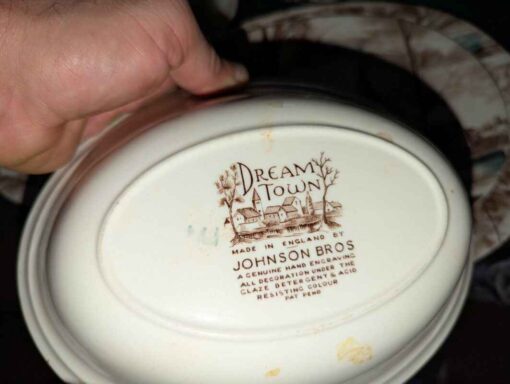 DREAM
TOWN
MADE IN ENGLAND BY
JOHNSON BROS
A GENUINE HAND ENGRAVING
ALL DECORATION UNDER THE
GLAZE DETERGENT & ACID
RESISTING COLOUR
PAT PEND